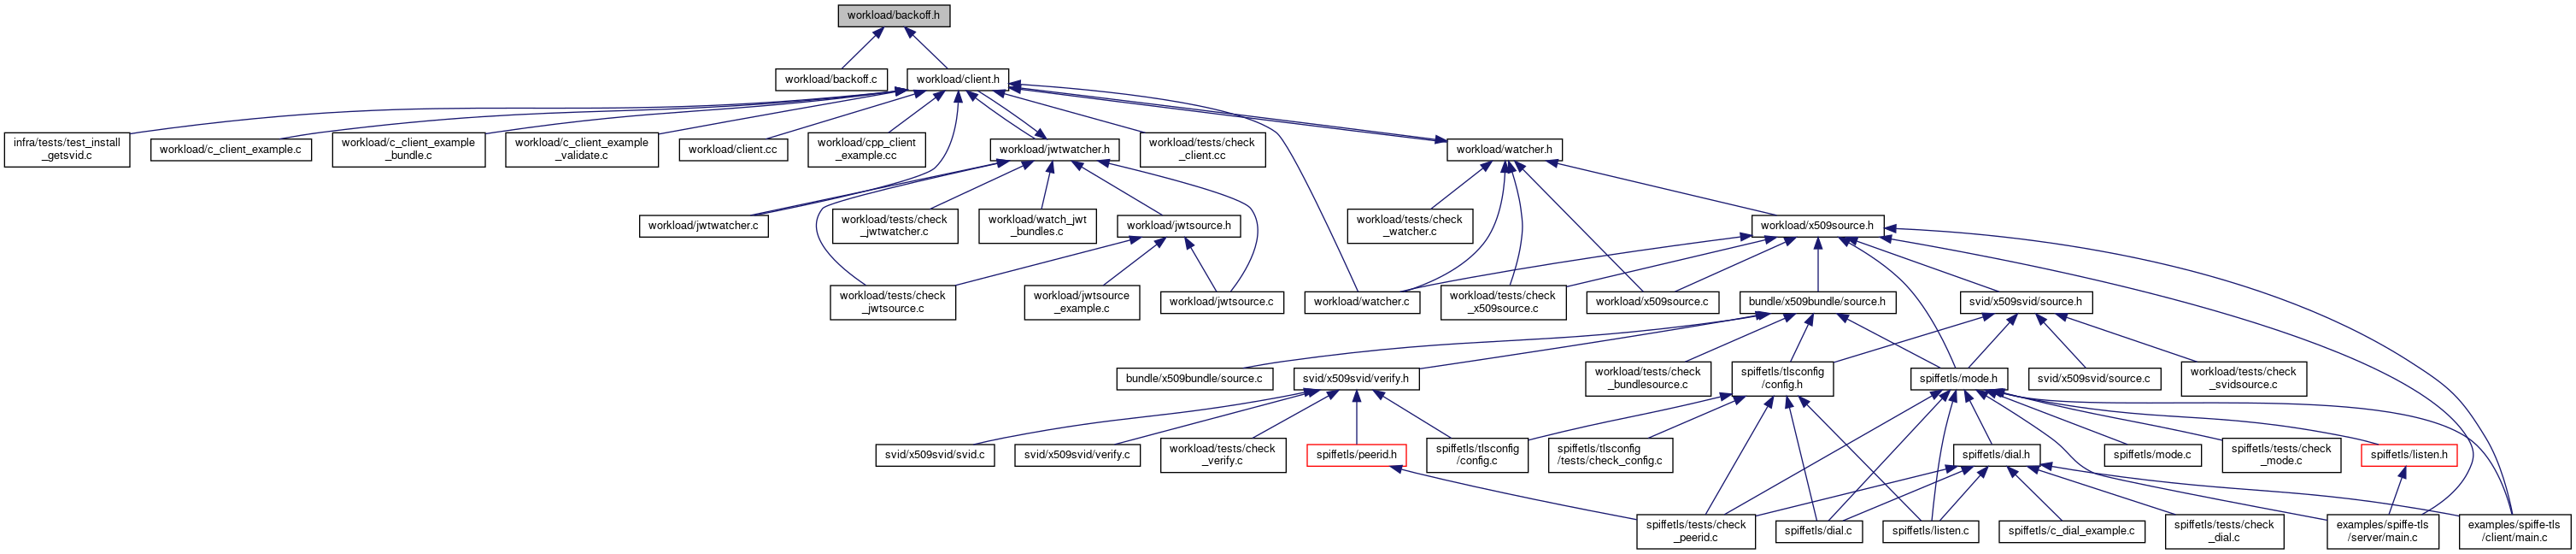 workload/backoff.h
workload/backoff.c
workload/client.h
infra/tests/test_install
_getsvid.c
workload/c_client_example.c
workload/c_client_example
_bundle.c
workload/c_client_example
_validate.c
workload/client.cc
workload/cpp_client
_example.cc
workload/jwtwatcher.h
workload/tests/check
_client.cc
workload/watcher.h
workload/jwtwatcher.c
workload/tests/check
_jwtwatcher.c
workload/watch_jwt
_bundles.c
workload/jwtsource.h
workload/tests/check
_watcher.c
workload/x509source.h
workload/tests/check
_jwtsource.c
workload/jwtsource
_example.c
workload/jwtsource.c
workload/watcher.c
workload/tests/check
_x509source.c
workload/x509source.c
bundle/x509bundle/source.h
svid/x509svid/source.h
bundle/x509bundle/source.c
svid/x509svid/verify.h
workload/tests/check
_bundlesource.c
spiffetls/tlsconfig
/config.h
spiffetls/mode.h
svid/x509svid/source.c
workload/tests/check
_svidsource.c
svid/x509svid/svid.c
svid/x509svid/verify.c
workload/tests/check
_verify.c
spiffetls/peerid.h
spiffetls/tlsconfig
/config.c
spiffetls/tlsconfig
/tests/check_config.c
spiffetls/dial.h
spiffetls/mode.c
spiffetls/tests/check
_mode.c
spiffetls/listen.h
spiffetls/tests/check
_peerid.c
spiffetls/dial.c
spiffetls/listen.c
spiffetls/c_dial_example.c
spiffetls/tests/check
_dial.c
examples/spiffe-tls
/server/main.c
examples/spiffe-tls
/client/main.c